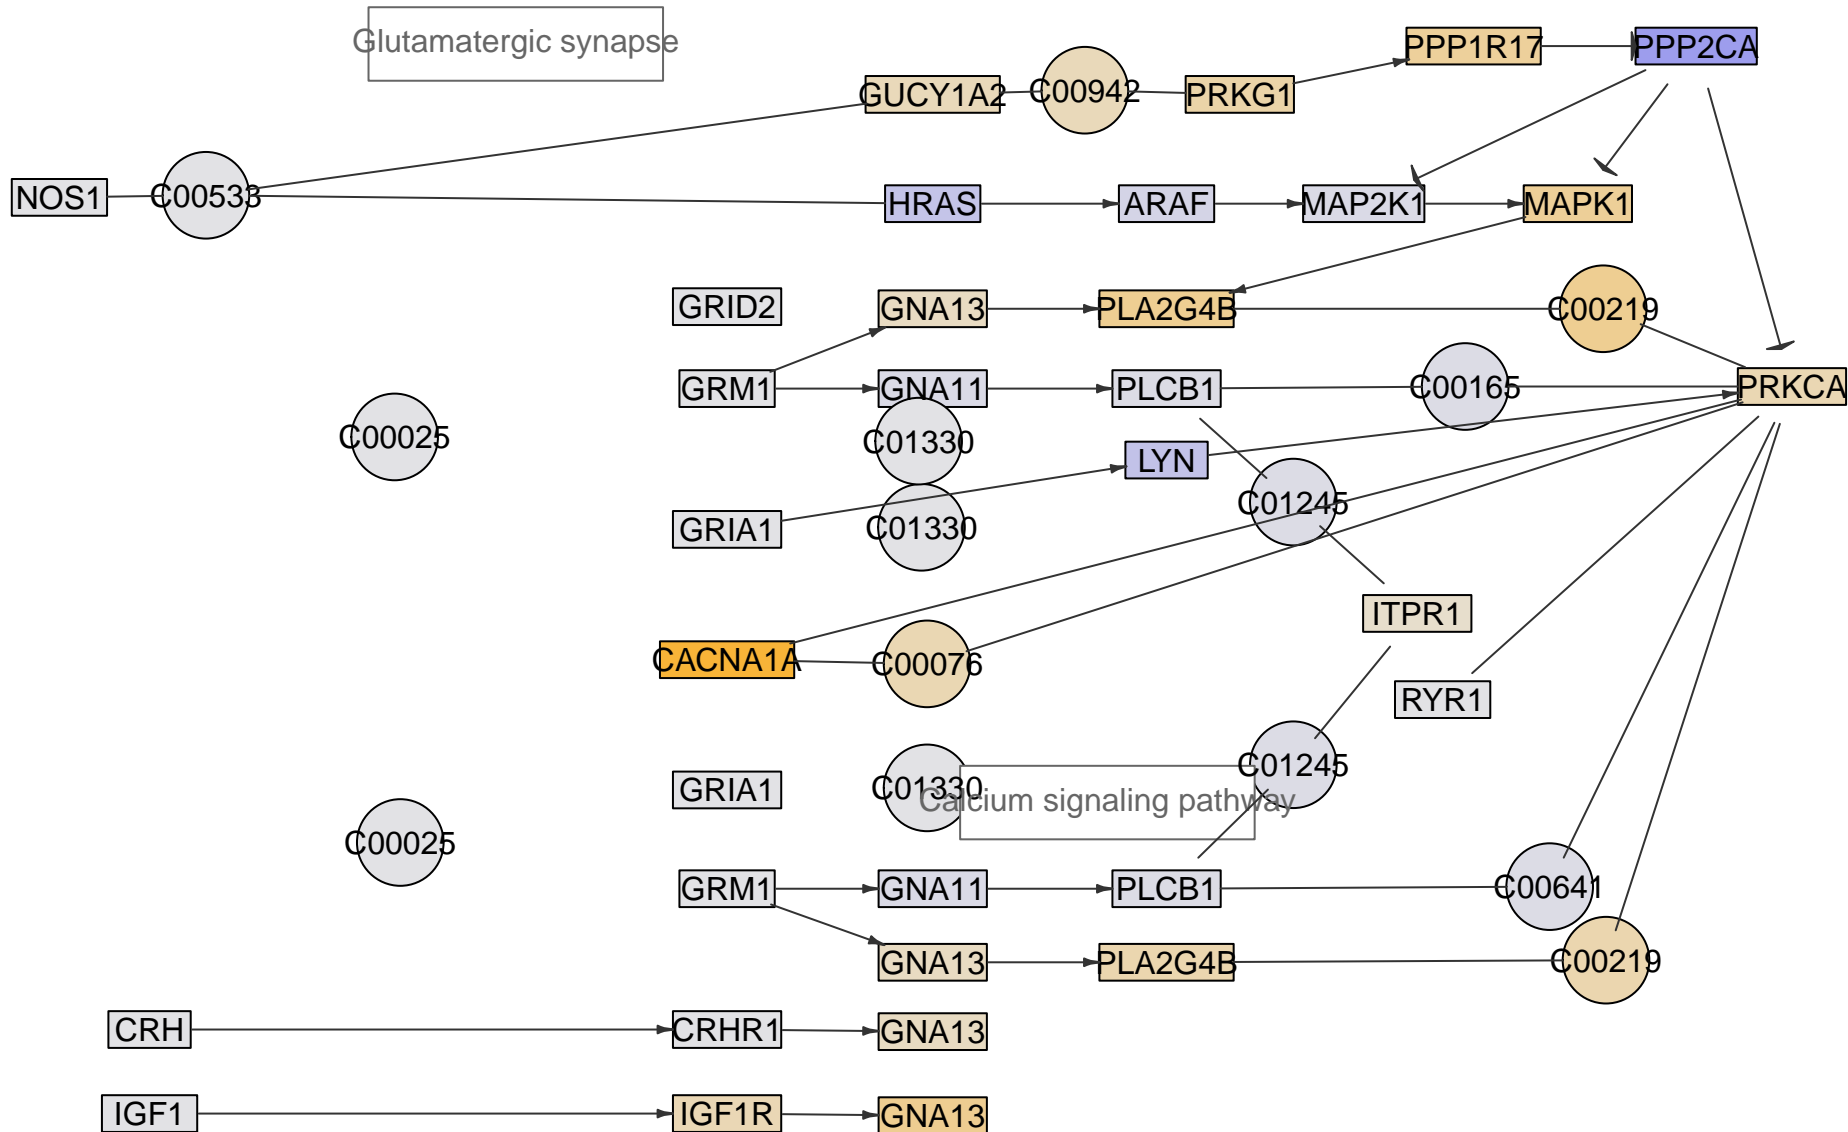 Glutamatergic synapse
PPP1R17
PPP2CA
GUCY1A2
C00942
PRKG1
NOS1
C00533
HRAS
ARAF
MAP2K1
MAPK1
GRID2
GNA13
PLA2G4B
C00219
GRM1
GNA11
PLCB1
C00165
PRKCA
C00025
C01330
LYN
C01245
GRIA1
C01330
ITPR1
CACNA1A
C00076
RYR1
C01245
GRIA1
C01330
Calcium signaling pathway
C00025
GRM1
GNA11
PLCB1
C00641
GNA13
PLA2G4B
C00219
CRH
CRHR1
GNA13
IGF1
IGF1R
GNA13